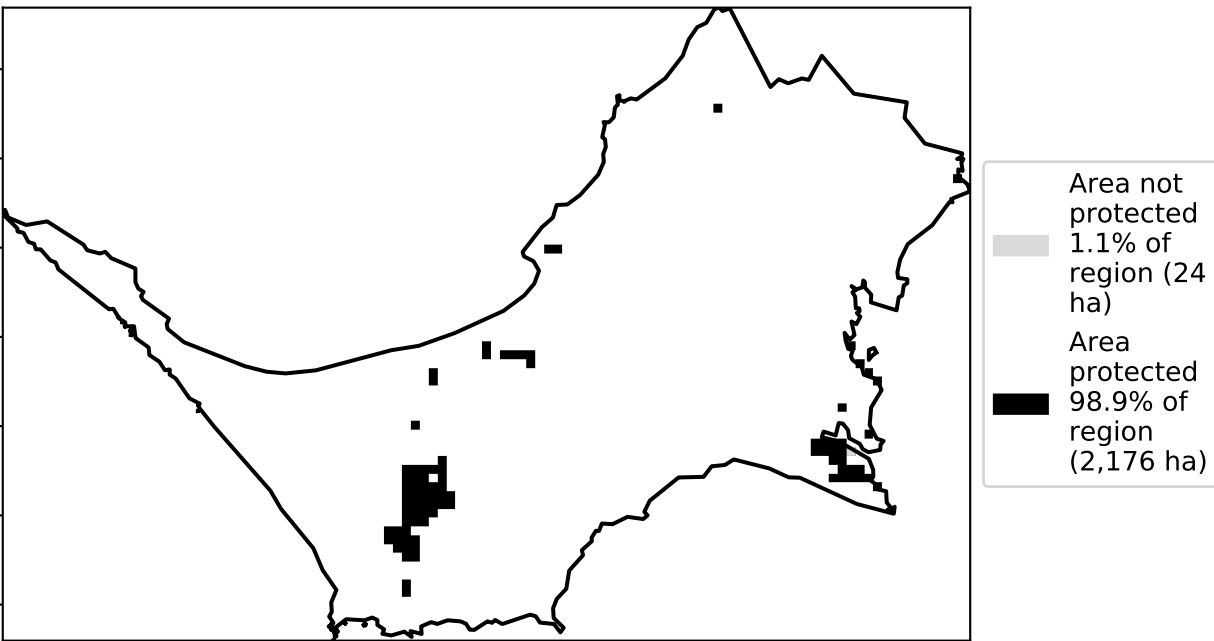 Area not
protected
1.1% of
region (24
ha)
Area
protected
98.9% of
region
(2,176 ha)